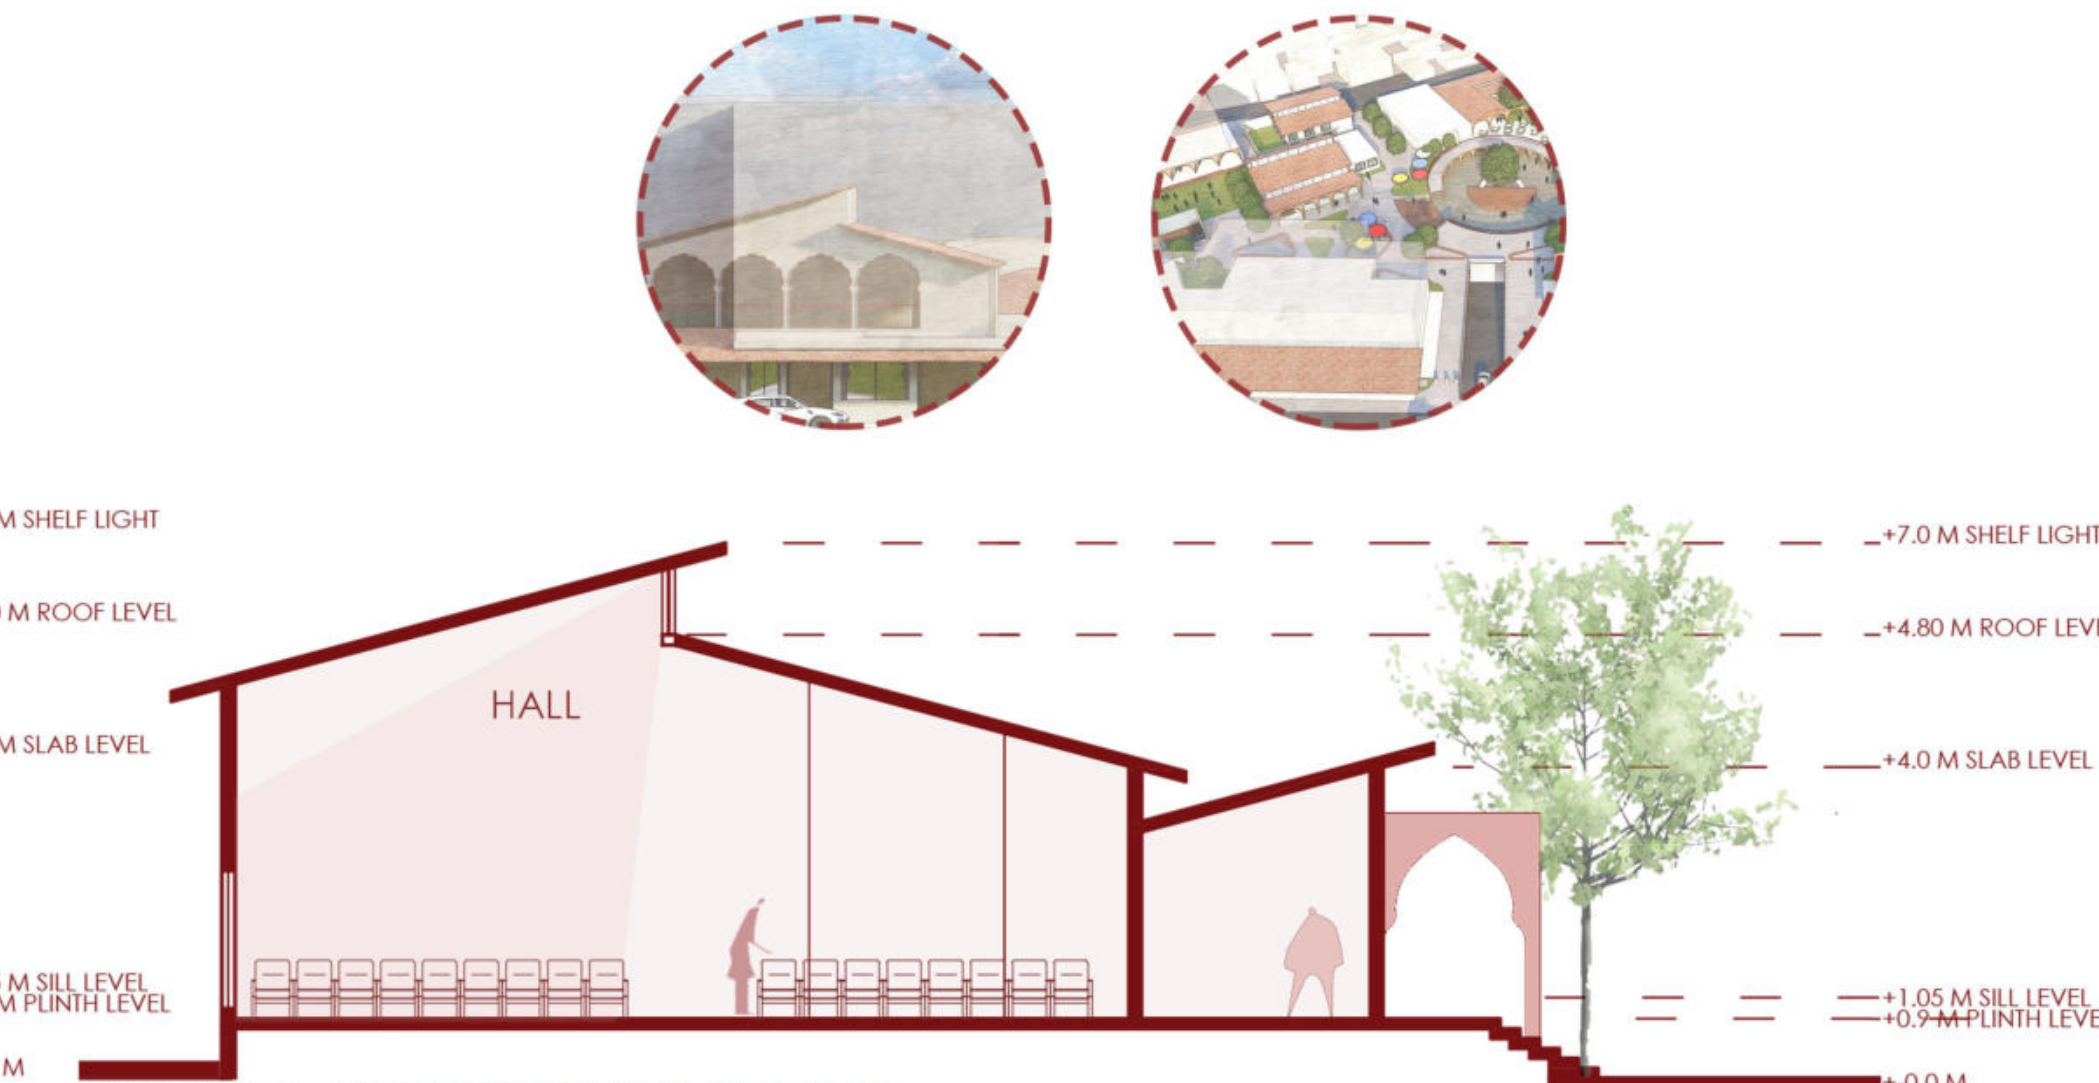 M SHELF LIGHT
+7.0 M SHELF LIGHT
M ROOF LEVEL
+4.80 M ROOF LEV
HALL
M SLAB LEVEL
+4.0 M SLAB LEVEL
M SILL LEVEL
M PLINTH LEVEL
+1.05 M SILL LEVEL
+0.9 M PLINTH LEVE
M
+0.0 M